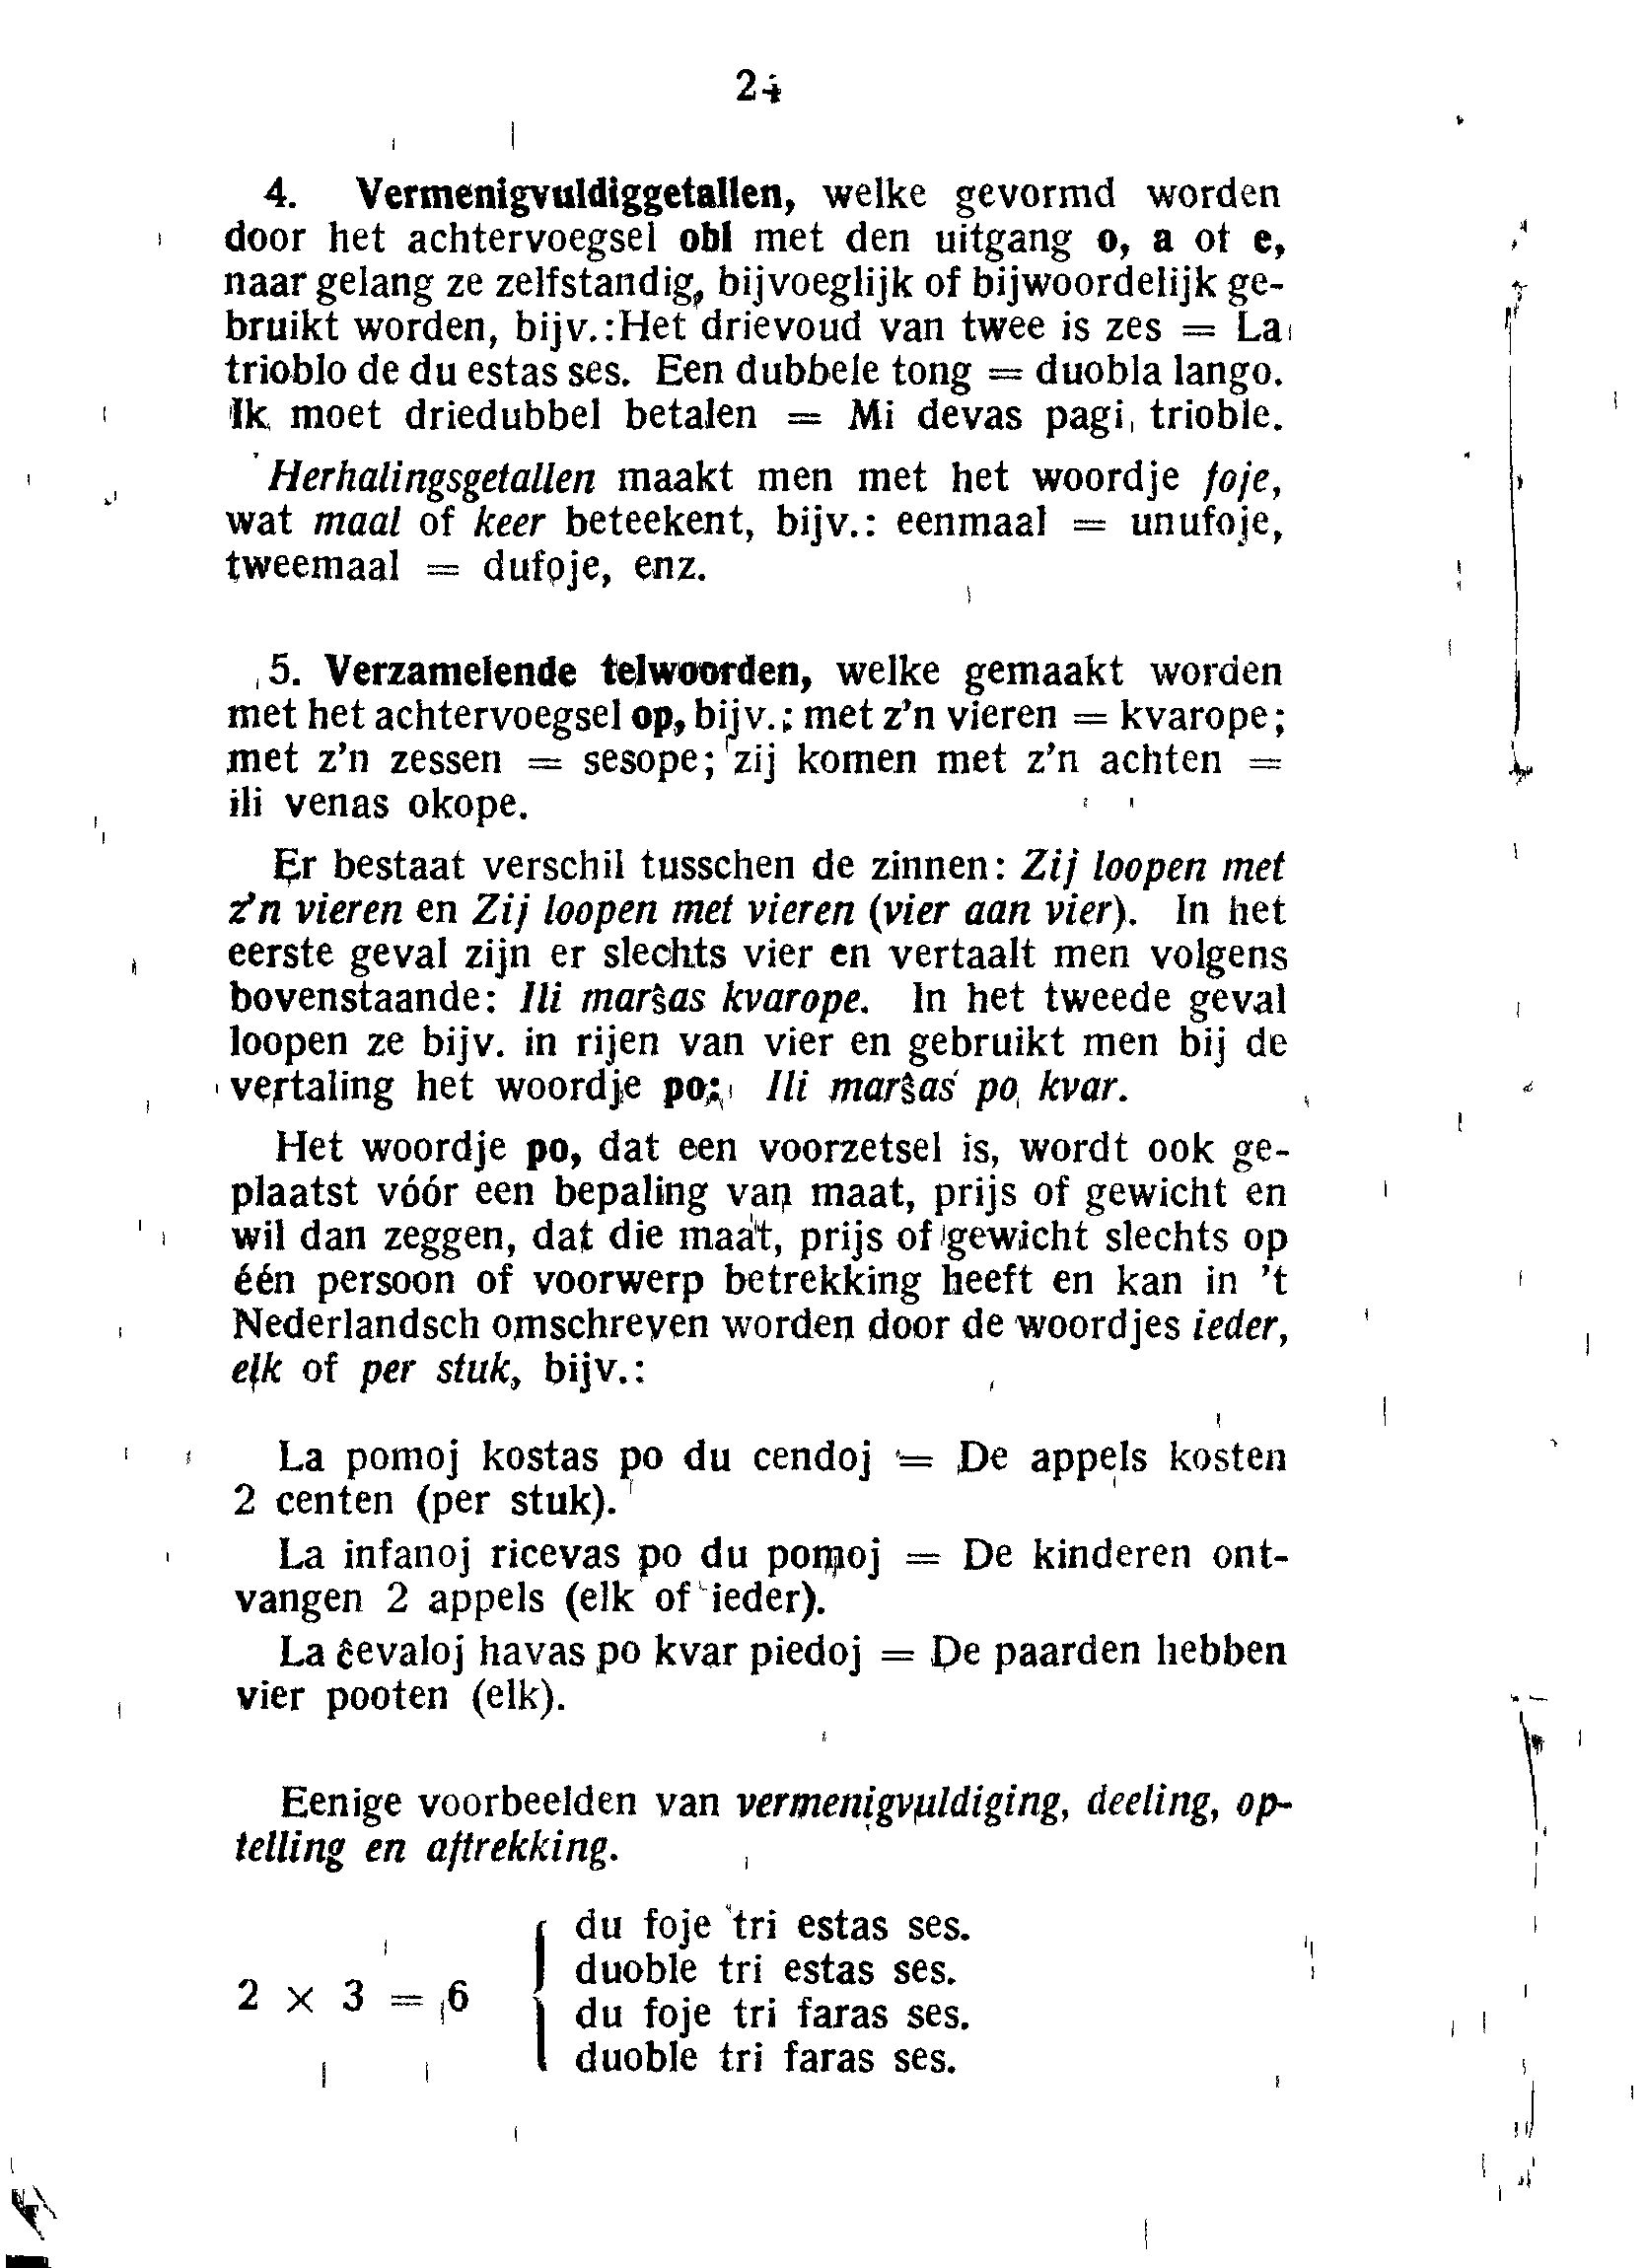 24
4. Vermenigvuldiggetallen, welke gevormd worden
door het achtervoegsel obl met den uitgang o, a of e,
naar gelang ze zelfstandig, bijvoeglijk of bijwoordelijk ge-
bruikt worden, bijv.:Het drievoud van twee is zes = La
trioblo de du estas ses. Een dubbele tong = duobla lango.
Ik moet driedubbel betalen = Mi devas pagi trioble.
Herhalingsgetallen maakt men met het woordje foje,
wat maal of keer beteekent, bijv.: eenmaal = unufoje,
tweemaal = dufoje, enz.
5. Verzamelende telwoorden, welke gemaakt worden
met het achtervoegsel op, bijv.: met z'n vieren = kvarope;
met z'n zessen = sesope; zij komen met z'n achten =
ili venas okope.
Er bestaat verschil tusschen de zinnen: Zij loopen met
z'n vieren en Zij loopen met vieren (vier aan vier). In het
eerste geval zijn er slechts vier en vertaalt men volgens
bovenstaande: Ili marŝas kvarope. In het tweede geval
loopen ze bijv. in rijen van vier en gebruikt men bij de
vertaling het woordje po: Ili marŝas po kvar.
Het woordje po, dat een voorzetsel is, wordt ook ge-
plaatst vóór een bepaling van maat, prijs of gewicht en
wil dan zeggen, dat die maat, prijs of gewicht slechts op
één persoon of voorwerp betrekking heeft en kan in 't
Nederlandsch omschreven worden door de woordjes ieder,
elk of per stuk, bijv.:
La pomoj kostas po du cendoj = De appels kosten
2 centen (per stuk).
La infanoj ricevas po du pomoj = De kinderen ont-
vangen 2 appels (elk of ieder).
La ĉevaloj havas po kvar piedoj = De paarden hebben
vier pooten (elk).
Eenige voorbeelden van vermenigvuldiging, deeling, op-
telling en aftrekking.
du foje tri estas ses.
duoble tri estas ses.
2 × 3 = 6
du foje tri faras ses.
duoble tri faras ses.